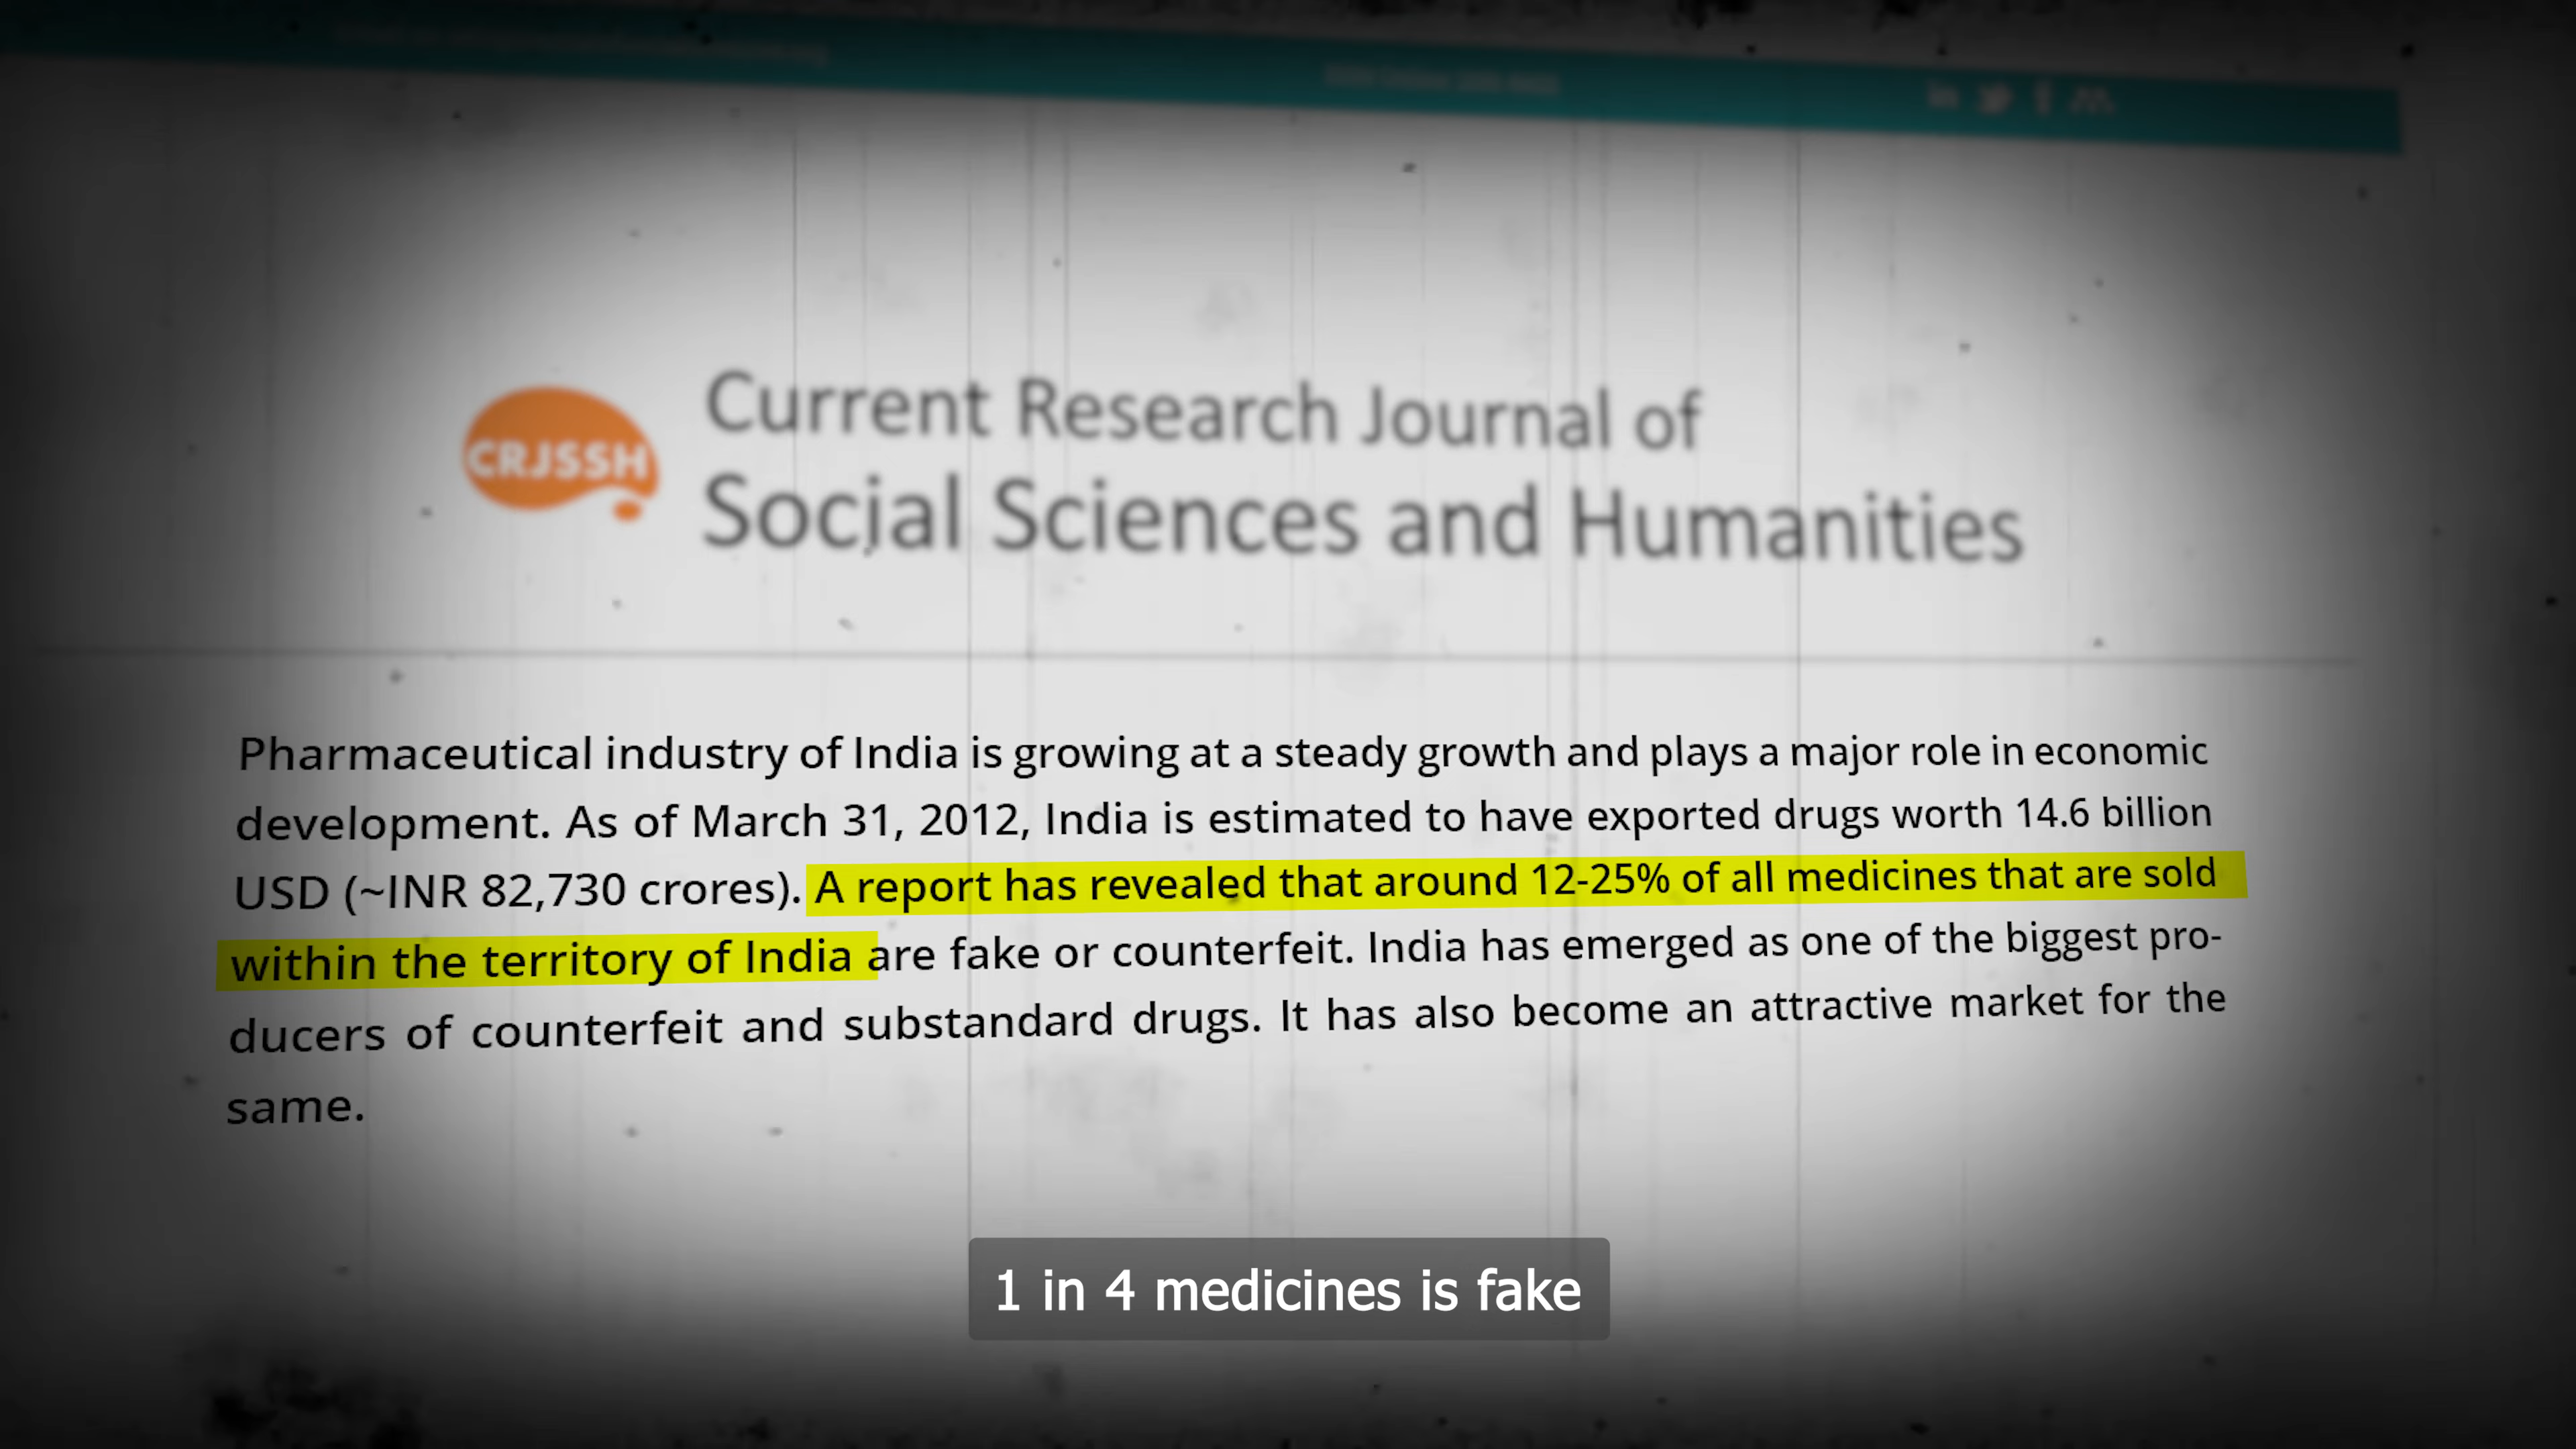 CRJSSH
Current Research Journal of
Social Sciences and Humanities
Pharmaceutical industry of India is growing at a steady growth and plays a major role in economic
development. As of March 31, 2012, India is estimated to have exported drugs worth 14.6 billion
USD (~INR 82,730 crores). A report has revealed that around 12-25% of all medicines that are sold
within the territory of India are fake or counterfeit. India has emerged as one of the biggest pro-
ducers of counterfeit and substandard drugs. It has also become an attractive market for the
same.
1 in 4 medicines is fake